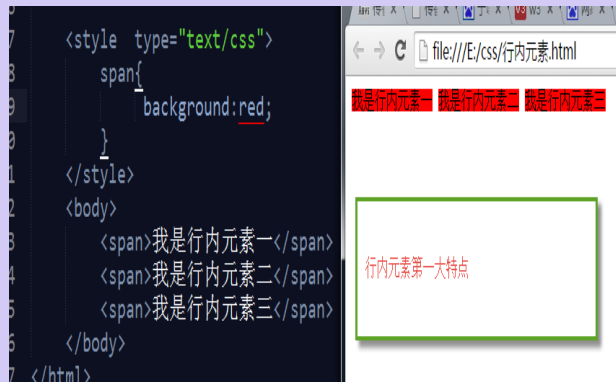 <style type="text/css">
span{
background:red;
}
</style>
<body>
<span>我是行内元素一</span>
<span>我是行内元素二</span>
<span>我是行内元素三</span>
</body>
</html>
file:///E:/css/行内元素.html
我是行内元素一 我是行内元素二 我是行内元素三
行内元素第一大特点